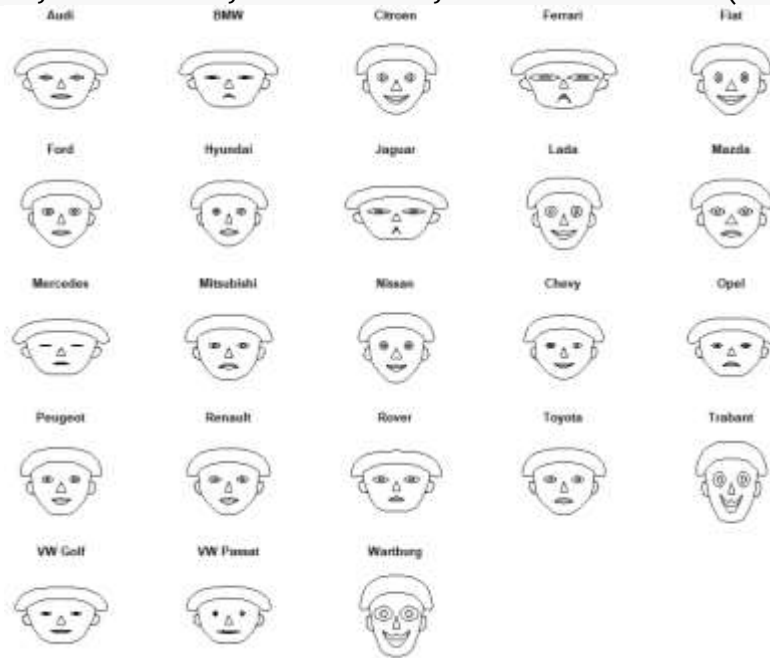 Audi BMW Citroen Ferrari Fiat
Ford Hyundai Jaguar Lada Mazda
Mercedes Mitsubishi Nissan Chevy Opel
Peugeot Renault Rover Toyota Trabant
VW Golf VW Passat Wartburg